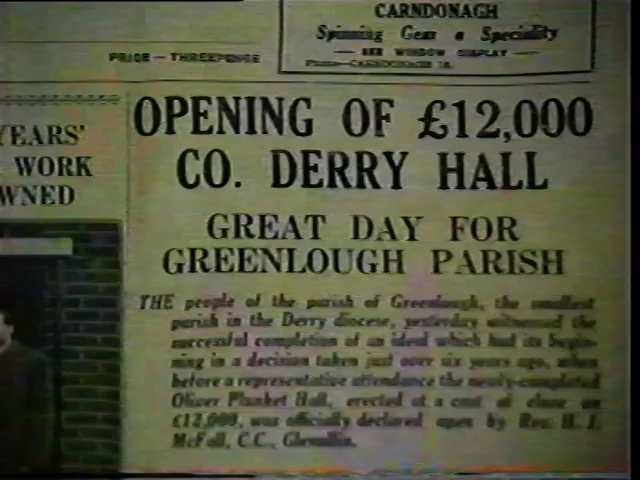 CARNDONAGH
Spinning Gear a Speciality
— SEE WINDOW DISPLAY —
CARNDONAGH
PRICE — THREEPENCE
YEARS'
WORK
WNED
OPENING OF £12,000
CO. DERRY HALL
GREAT DAY FOR
GREENLOUGH PARISH
THE people of the parish of Greenlough, the smallest
parish in the Derry diocese, yesterday witnessed the
successful completion of an ideal which had its begin-
ning in a decision taken just over six years ago, when
before a representative attendance the newly-completed
Oliver Plunket Hall, erected at a cost of close on
£12,000, was officially declared open by Rev. H. J.
McFall, C.C., Glenullin.